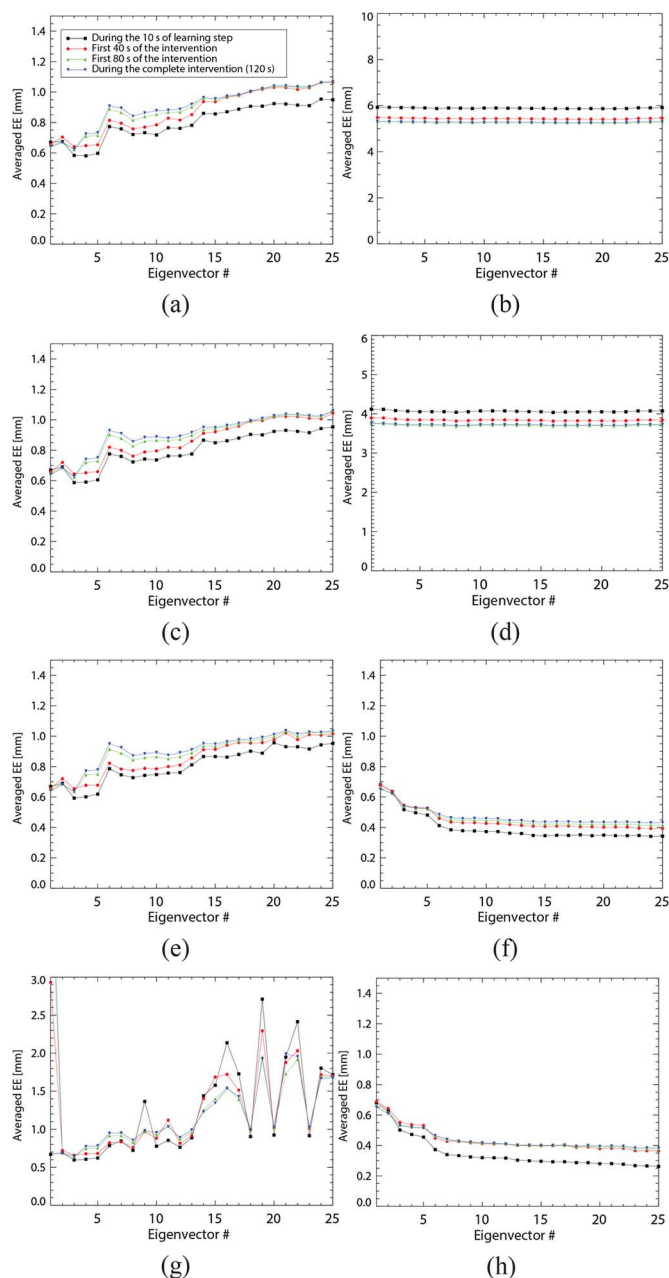 During the 10 s of learning step
First 40 s of the intervention
First 80 s of the intervention
During the complete intervention (120 s)
Averaged EE [mm]
1.4
1.2
1.0
0.8
0.6
0.4
0.2
0.0
5 10 15 20 25
Eigenvector #
(a)
Averaged EE [mm]
10
8
6
4
2
0
5 10 15 20 25
Eigenvector #
(b)
Averaged EE [mm]
1.4
1.2
1.0
0.8
0.6
0.4
0.2
0.0
5 10 15 20 25
Eigenvector #
(c)
Averaged EE [mm]
6
5
4
3
2
1
0
5 10 15 20 25
Eigenvector #
(d)
Averaged EE [mm]
1.4
1.2
1.0
0.8
0.6
0.4
0.2
0.0
5 10 15 20 25
Eigenvector #
(e)
Averaged EE [mm]
1.4
1.2
1.0
0.8
0.6
0.4
0.2
0.0
5 10 15 20 25
Eigenvector #
(f)
Averaged EE [mm]
3.0
2.5
2.0
1.5
1.0
0.5
0.0
5 10 15 20 25
Eigenvector #
(g)
Averaged EE [mm]
1.4
1.2
1.0
0.8
0.6
0.4
0.2
0.0
5 10 15 20 25
Eigenvector #
(h)